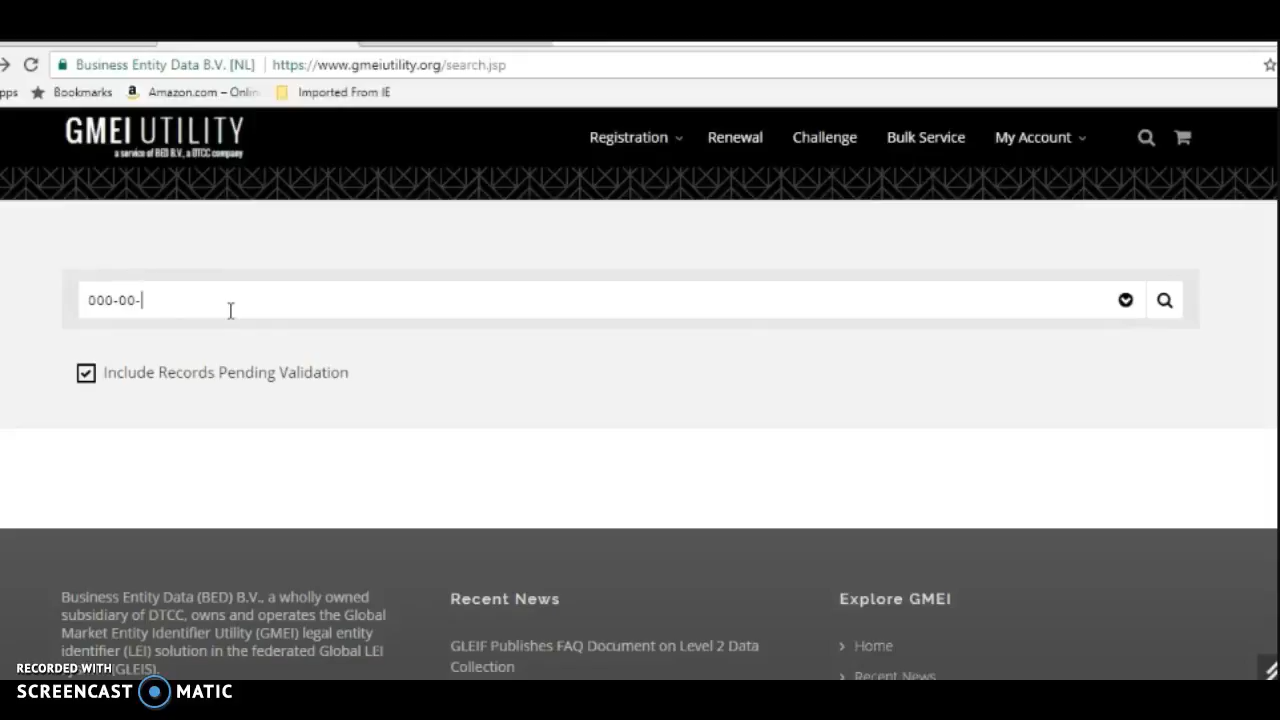 Business Entity Data B.V. [NL] https://www.gmeiutility.org/search.jsp
pps Bookmarks Amazon.com – Onlin Imported From IE
GMEI UTILITY
a service of BED B.V., a DTCC company
Registration Renewal Challenge Bulk Service My Account
000-00-
Include Records Pending Validation
Business Entity Data (BED) B.V., a wholly owned
subsidiary of DTCC, owns and operates the Global
Market Entity Identifier Utility (GMEI) legal entity
identifier (LEI) solution in the federated Global LEI
(GLEIS).
Recent News
GLEIF Publishes FAQ Document on Level 2 Data
Collection
Explore GMEI
Home
Recent News
RECORDED WITH
SCREENCAST MATIC